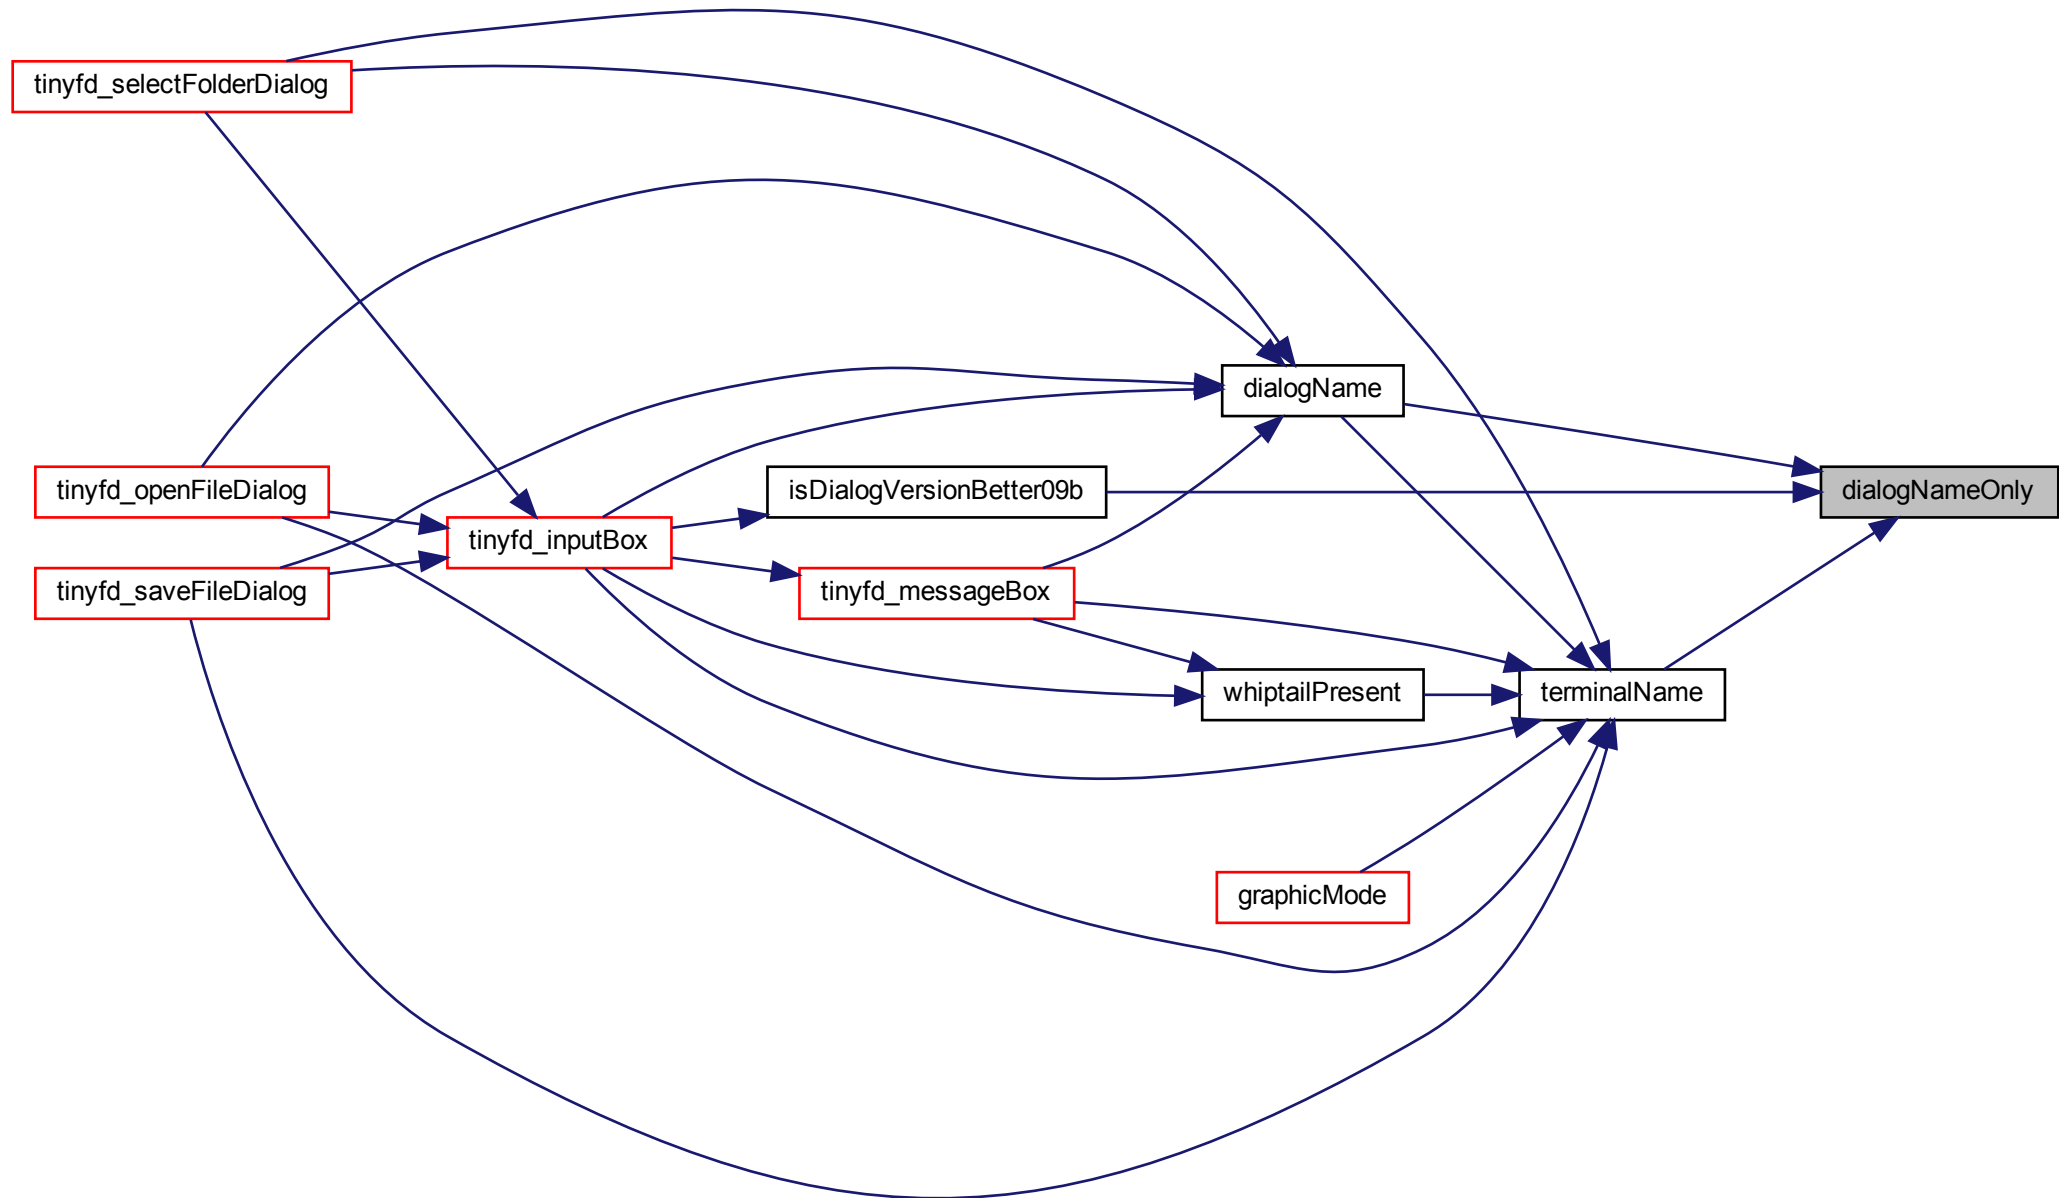 tinyfd_selectFolderDialog
dialogName
tinyfd_openFileDialog
isDialogVersionBetter09b
dialogNameOnly
tinyfd_inputBox
tinyfd_saveFileDialog
tinyfd_messageBox
whiptailPresent
terminalName
graphicMode